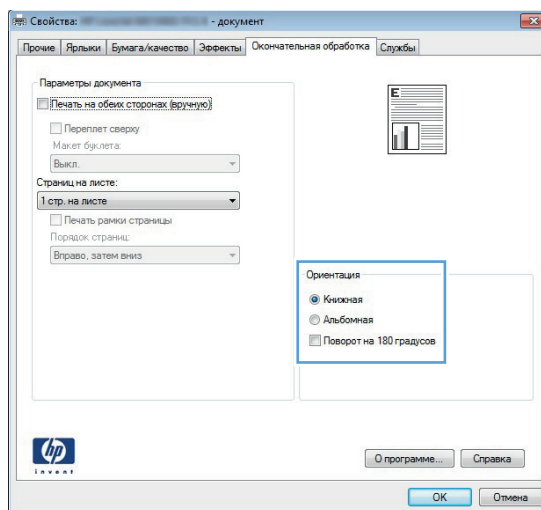 Свойства: - документ
Прочие Ярлыки Бумага/качество Эффекты Окончательная обработка Службы
Параметры документа
Печать на обеих сторонах (вручную)
Переплет сверху
Макет буклета:
Выкл.
Страниц на листе:
1 стр. на листе
Печать рамки страницы
Порядок страниц:
Вправо, затем вниз
E
Ориентация
Книжная
Альбомная
Поворот на 180 градусов
hp
invent
О программе... Справка
OK Отмена